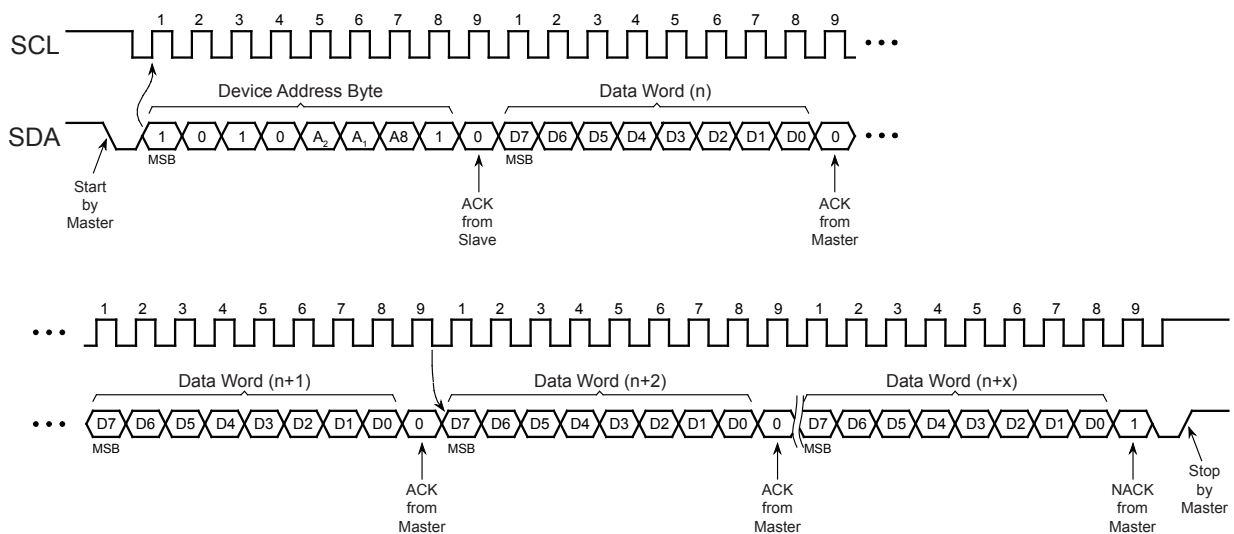 1 2 3 4 5 6 7 8 9 1 2 3 4 5 6 7 8 9
SCL
Device Address Byte Data Word (n)
SDA 1 0 1 0 A2 A1 A8 1 0 D7 D6 D5 D4 D3 D2 D1 D0 0
MSB MSB
Start
by
Master
ACK
from
Slave
ACK
from
Master
1 2 3 4 5 6 7 8 9 1 2 3 4 5 6 7 8 9 1 2 3 4 5 6 7 8 9
Data Word (n+1) Data Word (n+2) Data Word (n+x)
D7 D6 D5 D4 D3 D2 D1 D0 0 D7 D6 D5 D4 D3 D2 D1 D0 0 D7 D6 D5 D4 D3 D2 D1 D0 1
MSB MSB MSB
ACK
from
Master
ACK
from
Master
NACK
from
Master
Stop
by
Master